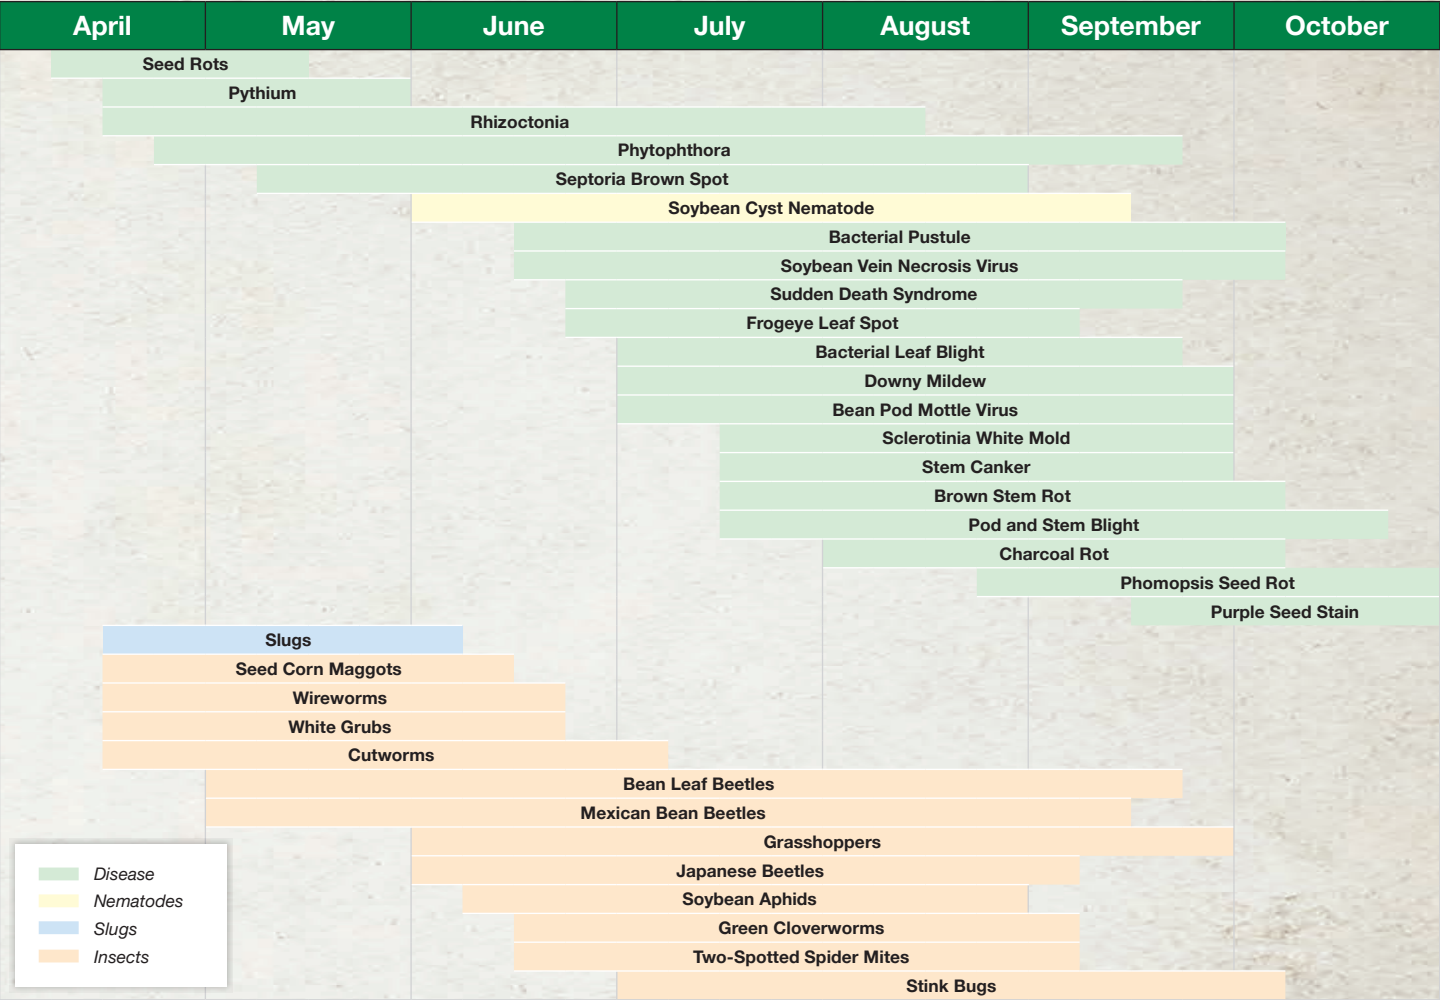 April May June July August September October
Seed Rots
Pythium
Rhizoctonia
Phytophthora
Septoria Brown Spot
Soybean Cyst Nematode
Bacterial Pustule
Soybean Vein Necrosis Virus
Sudden Death Syndrome
Frogeye Leaf Spot
Bacterial Leaf Blight
Downy Mildew
Bean Pod Mottle Virus
Sclerotinia White Mold
Stem Canker
Brown Stem Rot
Pod and Stem Blight
Charcoal Rot
Phomopsis Seed Rot
Purple Seed Stain
Slugs
Seed Corn Maggots
Wireworms
White Grubs
Cutworms
Bean Leaf Beetles
Mexican Bean Beetles
Grasshoppers
Japanese Beetles
Soybean Aphids
Green Cloverworms
Two-Spotted Spider Mites
Stink Bugs
Disease
Nematodes
Slugs
Insects